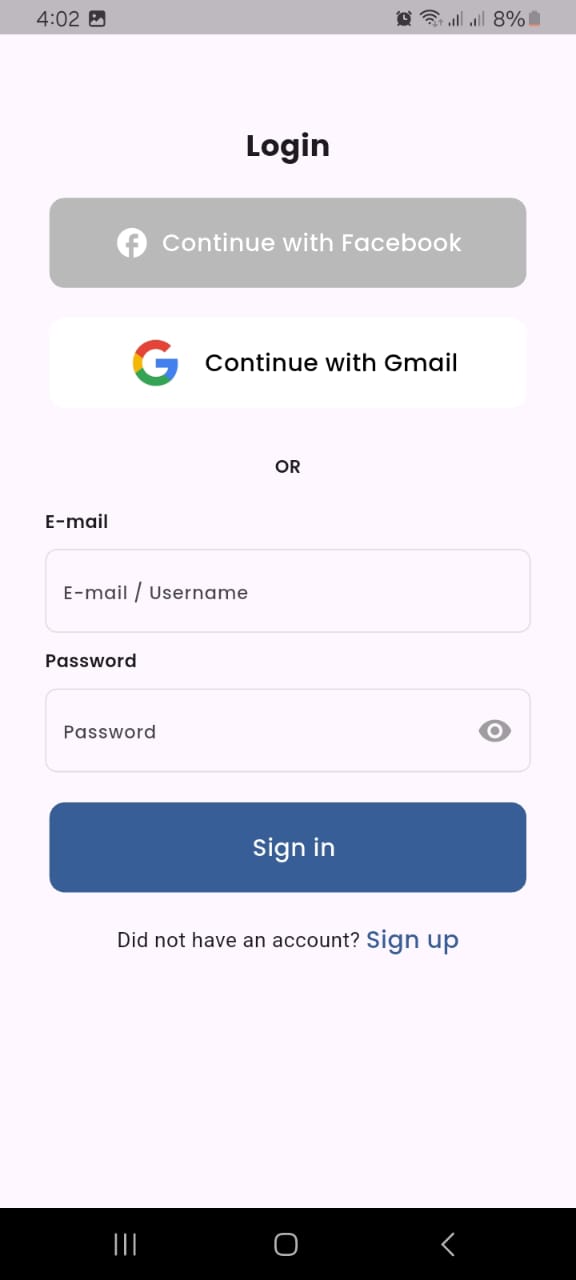 4:02 8%
Login
Continue with Facebook
Continue with Gmail
OR
E-mail
E-mail / Username
Password
Password
Sign in
Did not have an account? Sign up